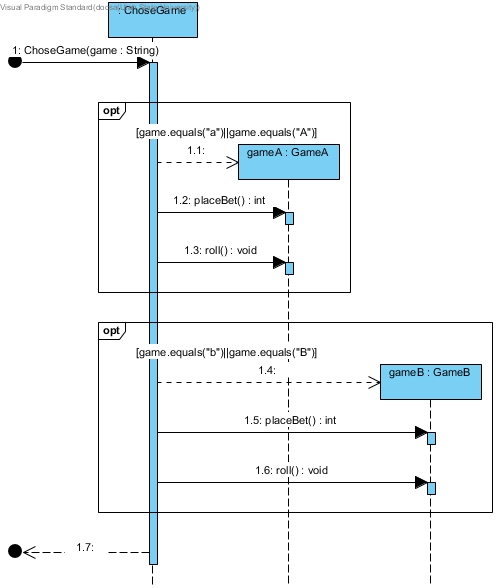 Visual Paradigm Standard
: ChoseGame
1: ChoseGame(game : String)
opt
[game.equals("a")||game.equals("A")]
1.1:
gameA : GameA
1.2: placeBet() : int
1.3: roll() : void
opt
[game.equals("b")||game.equals("B")]
1.4:
gameB : GameB
1.5: placeBet() : int
1.6: roll() : void
1.7: